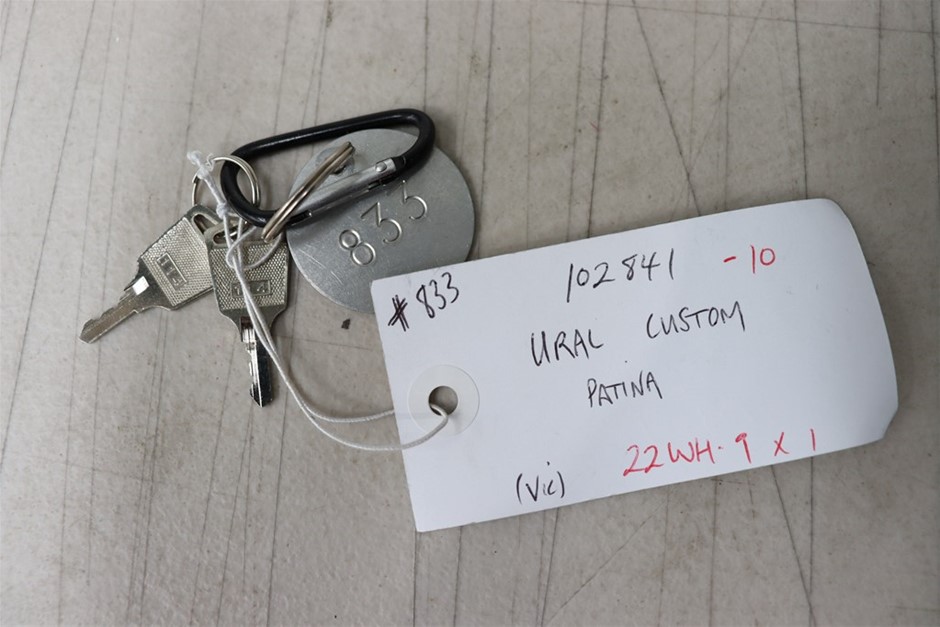 833
#833
102841 -10
URAL CUSTOM
PATINA
(Vic)
22WH-9 X 1